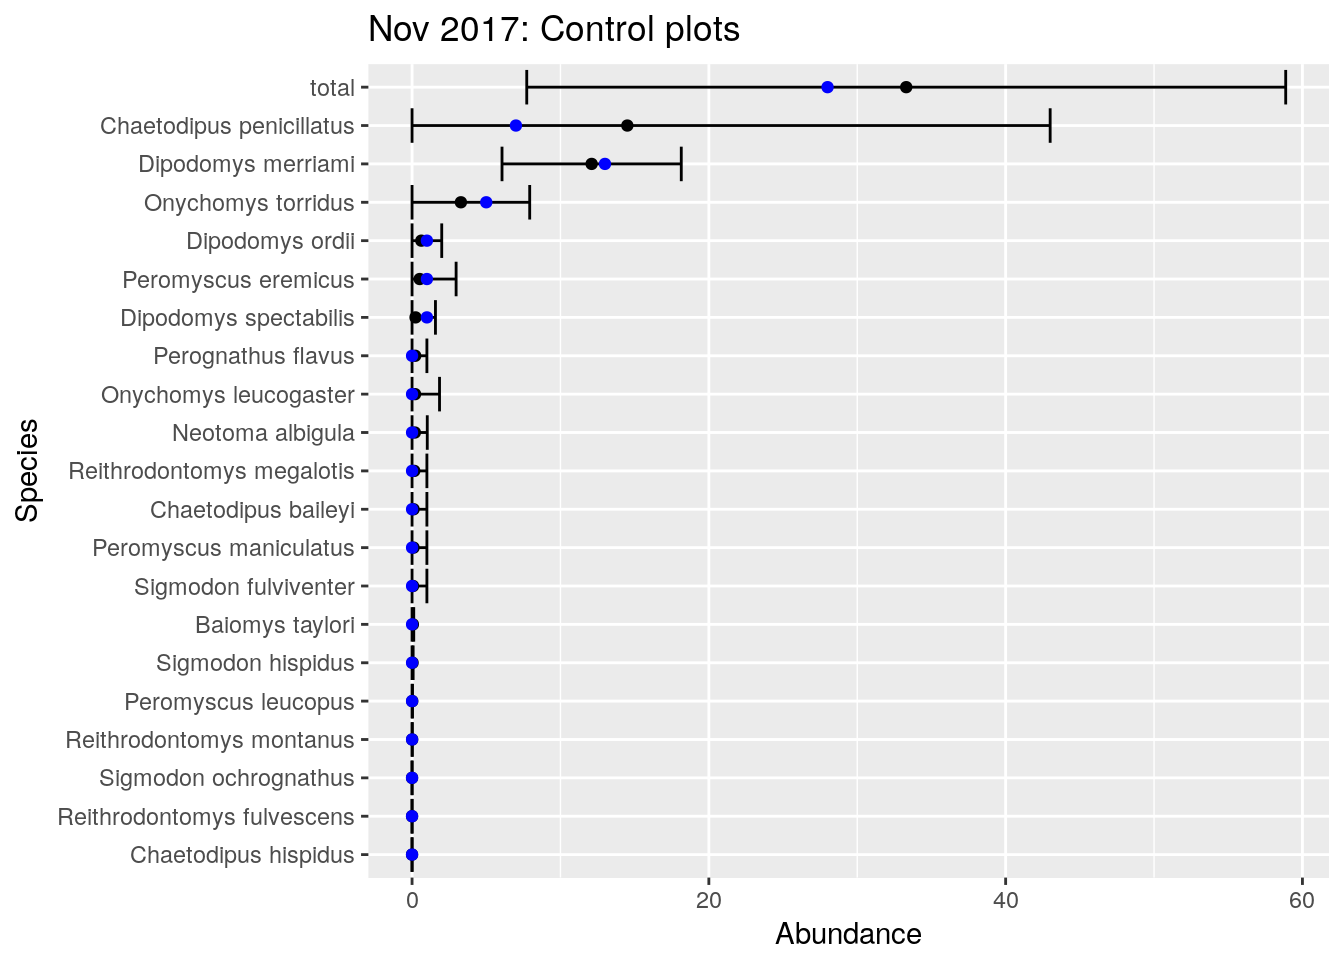 Nov 2017: Control plots
total
Chaetodipus penicillatus
Dipodomys merriami
Onychomys torridus
Dipodomys ordii
Peromyscus eremicus
Dipodomys spectabilis
Perognathus flavus
Onychomys leucogaster
Neotoma albigula
Reithrodontomys megalotis
Chaetodipus baileyi
Peromyscus maniculatus
Sigmodon fulviventer
Baiomys taylori
Sigmodon hispidus
Peromyscus leucopus
Reithrodontomys montanus
Sigmodon ochrognathus
Reithrodontomys fulvescens
Chaetodipus hispidus
Species
0 20 40 60
Abundance